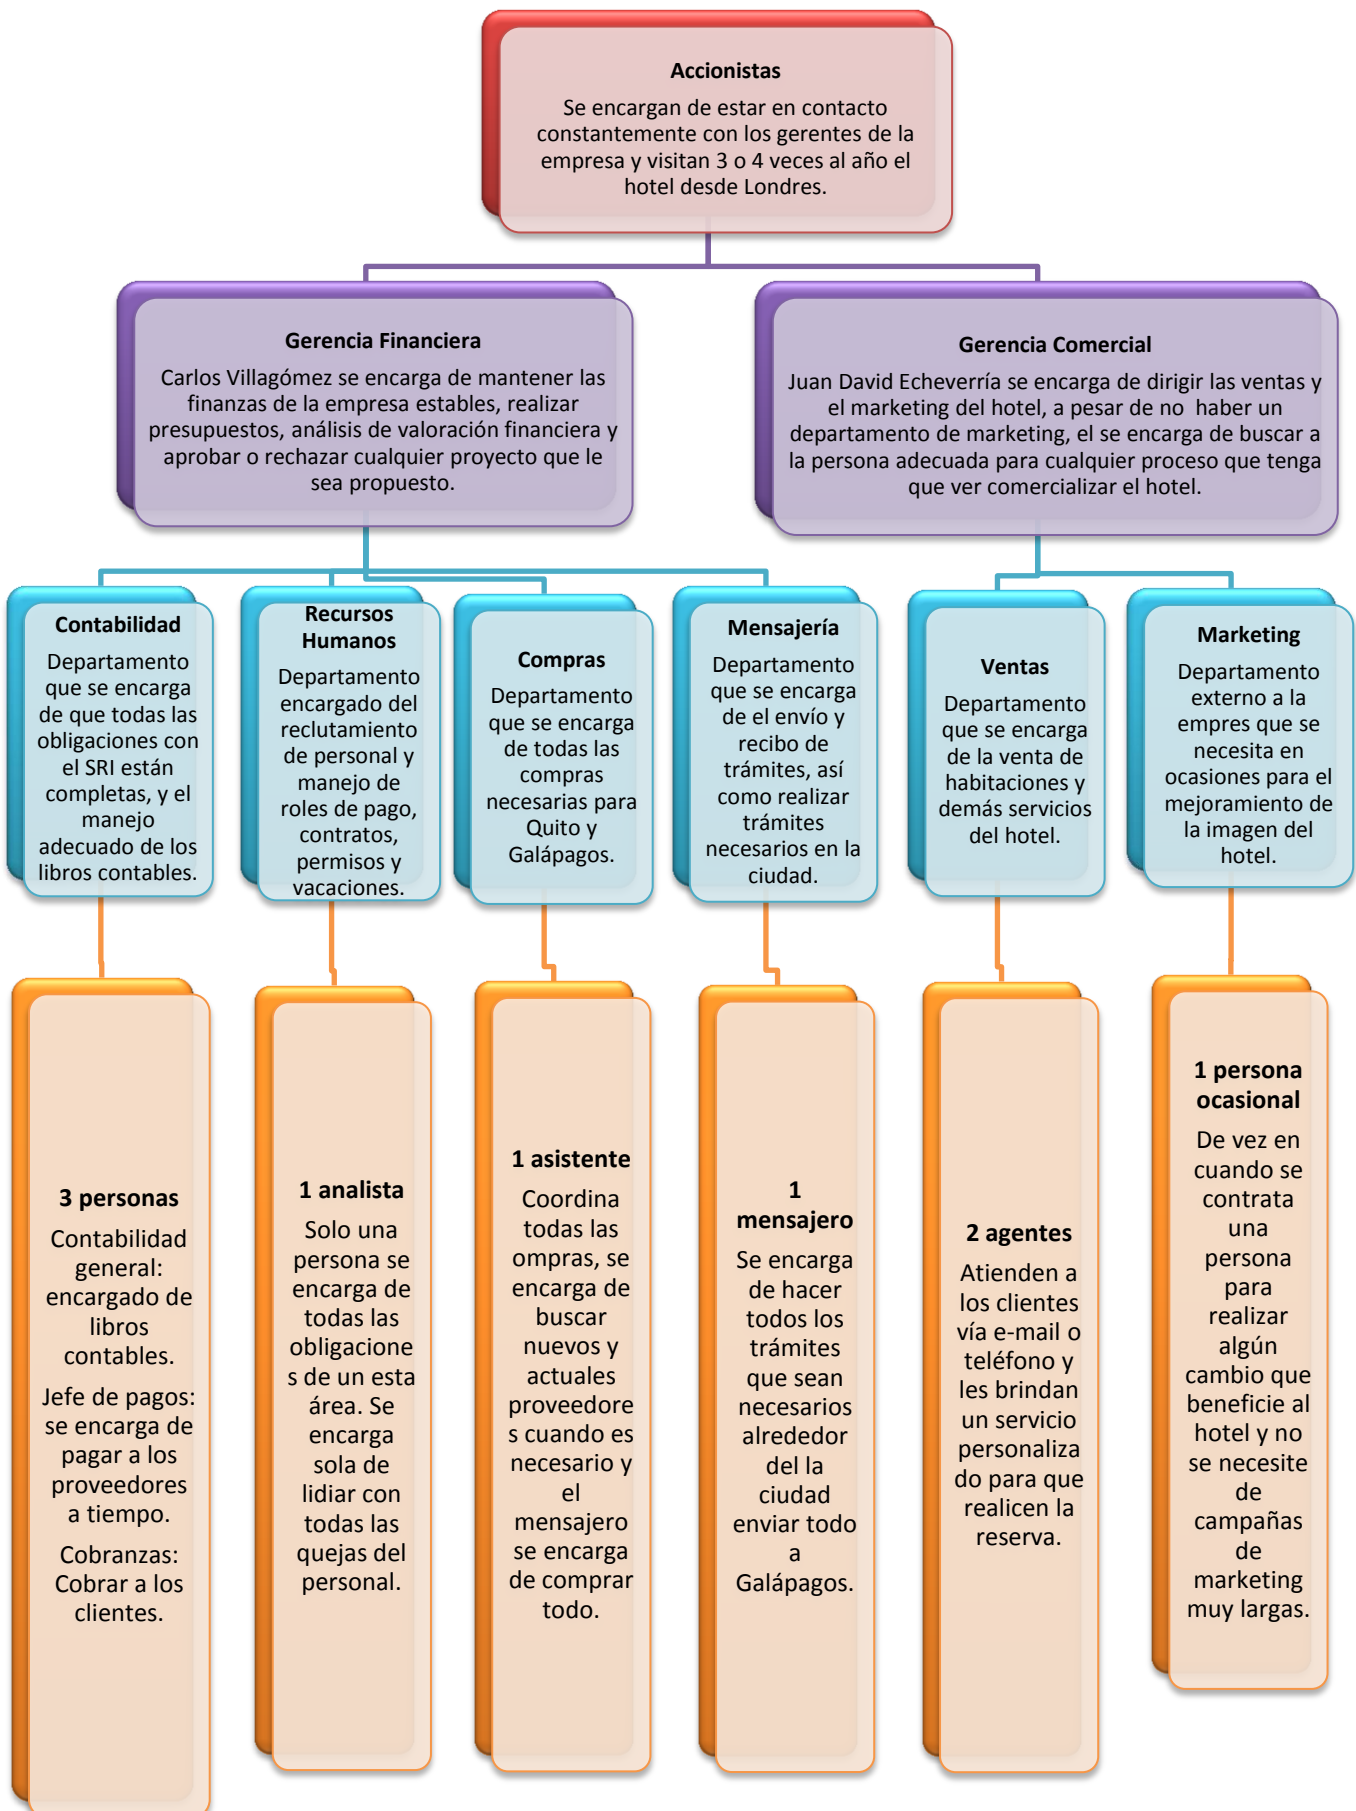 Accionistas
Se encargan de estar en contacto
constantemente con los gerentes de la
empresa y visitan 3 o 4 veces al año el
hotel desde Londres.
Gerencia Financiera
Carlos Villagómez se encarga de mantener las
finanzas de la empresa estables, realizar
presupuestos, análisis de valoración financiera y
aprobar o rechazar cualquier proyecto que le
sea propuesto.
Gerencia Comercial
Juan David Echeverría se encarga de dirigir las ventas y
el marketing del hotel, a pesar de no haber un
departamento de marketing, el se encarga de buscar a
la persona adecuada para cualquier proceso que tenga
que ver comercializar el hotel.
Contabilidad
Departamento
que se encarga
de que todas las
obligaciones con
el SRI están
completas, y el
manejo
adecuado de los
libros contables.
Recursos
Humanos
Departamento
encargado del
reclutamiento
de personal y
manejo de
roles de pago,
contratos,
permisos y
vacaciones.
Compras
Departamento
que se encarga
de todas las
compras
necesarias para
Quito y
Galápagos.
Mensajería
Departamento
que se encarga
de el envío y
recibo de
trámites, así
como realizar
trámites
necesarios en la
ciudad.
Ventas
Departamento
que se encarga
de la venta de
habitaciones y
demás servicios
del hotel.
Marketing
Departamento
externo a la
empres que se
necesita en
ocasiones para el
mejoramiento de
la imagen del
hotel.
3 personas
Contabilidad
general:
encargado de
libros
contables.
Jefe de pagos:
se encarga de
pagar a los
proveedores
a tiempo.
Cobranzas:
Cobrar a los
clientes.
1 analista
Solo una
persona se
encarga de
todas las
obligacione
s de un esta
área. Se
encarga
sola de
lidiar con
todas las
quejas del
personal.
1 asistente
Coordina
todas las
ompras, se
encarga de
buscar
nuevos y
actuales
proveedore
s cuando es
necesario y
el
mensajero
se encarga
de comprar
todo.
1
mensajero
Se encarga
de hacer
todos los
trámites
que sean
necesarios
alrededor
del la
ciudad
enviar todo
a
Galápagos.
2 agentes
Atienden a
los clientes
vía e-mail o
teléfono y
les brindan
un servicio
personaliza
do para que
realicen la
reserva.
1 persona
ocasional
De vez en
cuando se
contrata
una
persona
para
realizar
algún
cambio que
beneficie al
hotel y no
se necesite
de
campañas
de
marketing
muy largas.